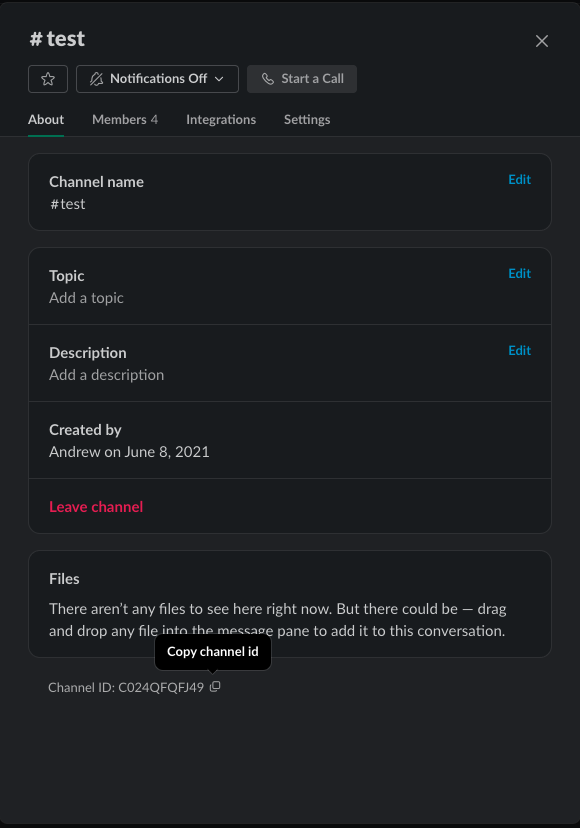 # test
Notifications Off
Start a Call
About Members 4 Integrations Settings
Channel name Edit
# test
Topic Edit
Add a topic
Description Edit
Add a description
Created by
Andrew on June 8, 2021
Leave channel
Files
There aren’t any files to see here right now. But there could be — drag
and drop any file into the message pane to add it to this conversation.
Copy channel id
Channel ID: C024QFQFJ49